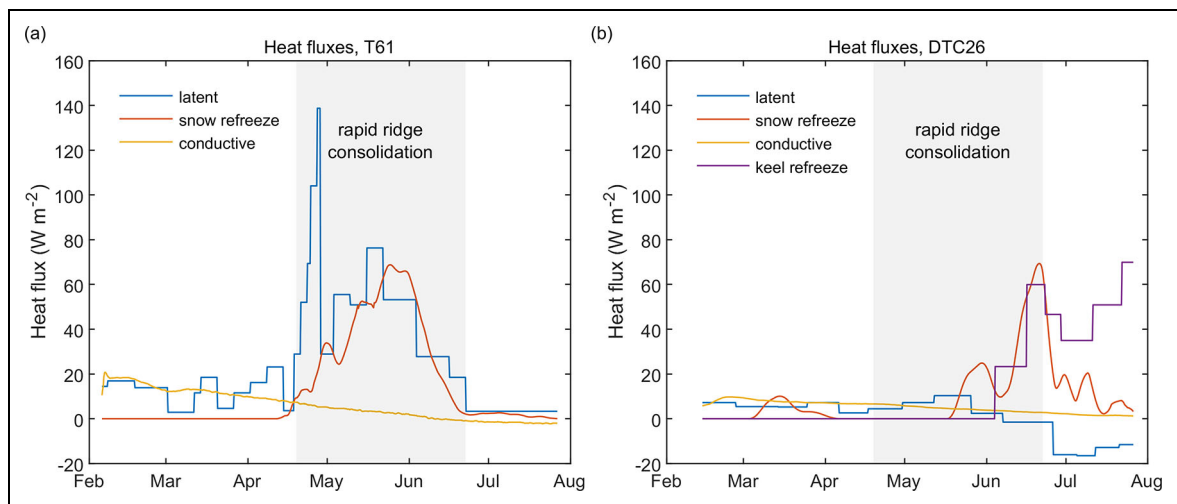 (a)
Heat fluxes, T61
160
140
120
100
80
60
40
20
0
-20
Heat flux (W m⁻²)
latent
snow refreeze
conductive
rapid ridge
consolidation
Feb Mar Apr May Jun Jul Aug
(b)
Heat fluxes, DTC26
160
140
120
100
80
60
40
20
0
-20
Heat flux (W m⁻²)
latent
snow refreeze
conductive
keel refreeze
rapid ridge
consolidation
Feb Mar Apr May Jun Jul Aug